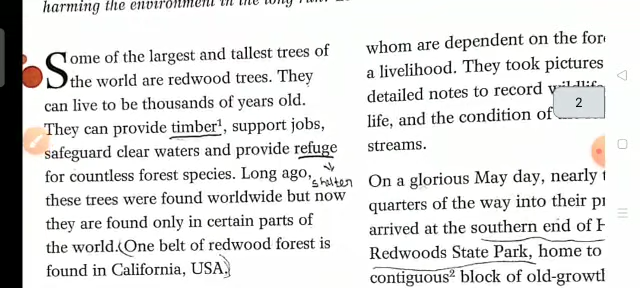 harming the environment in the long run.
Some of the largest and tallest trees of
the world are redwood trees. They
can live to be thousands of years old.
They can provide timber¹, support jobs,
safeguard clear waters and provide refuge
for countless forest species. Long ago,
shelter
these trees were found worldwide but now
they are found only in certain parts of
the world. (One belt of redwood forest is
found in California, USA.)
whom are dependent on the
a livelihood. They took pictures
detailed notes to record
2
life, and the condition of
streams.
On a glorious May day, nearly
quarters of the way into their
arrived at the southern end of
Redwoods State Park, home to
contiguous² block of